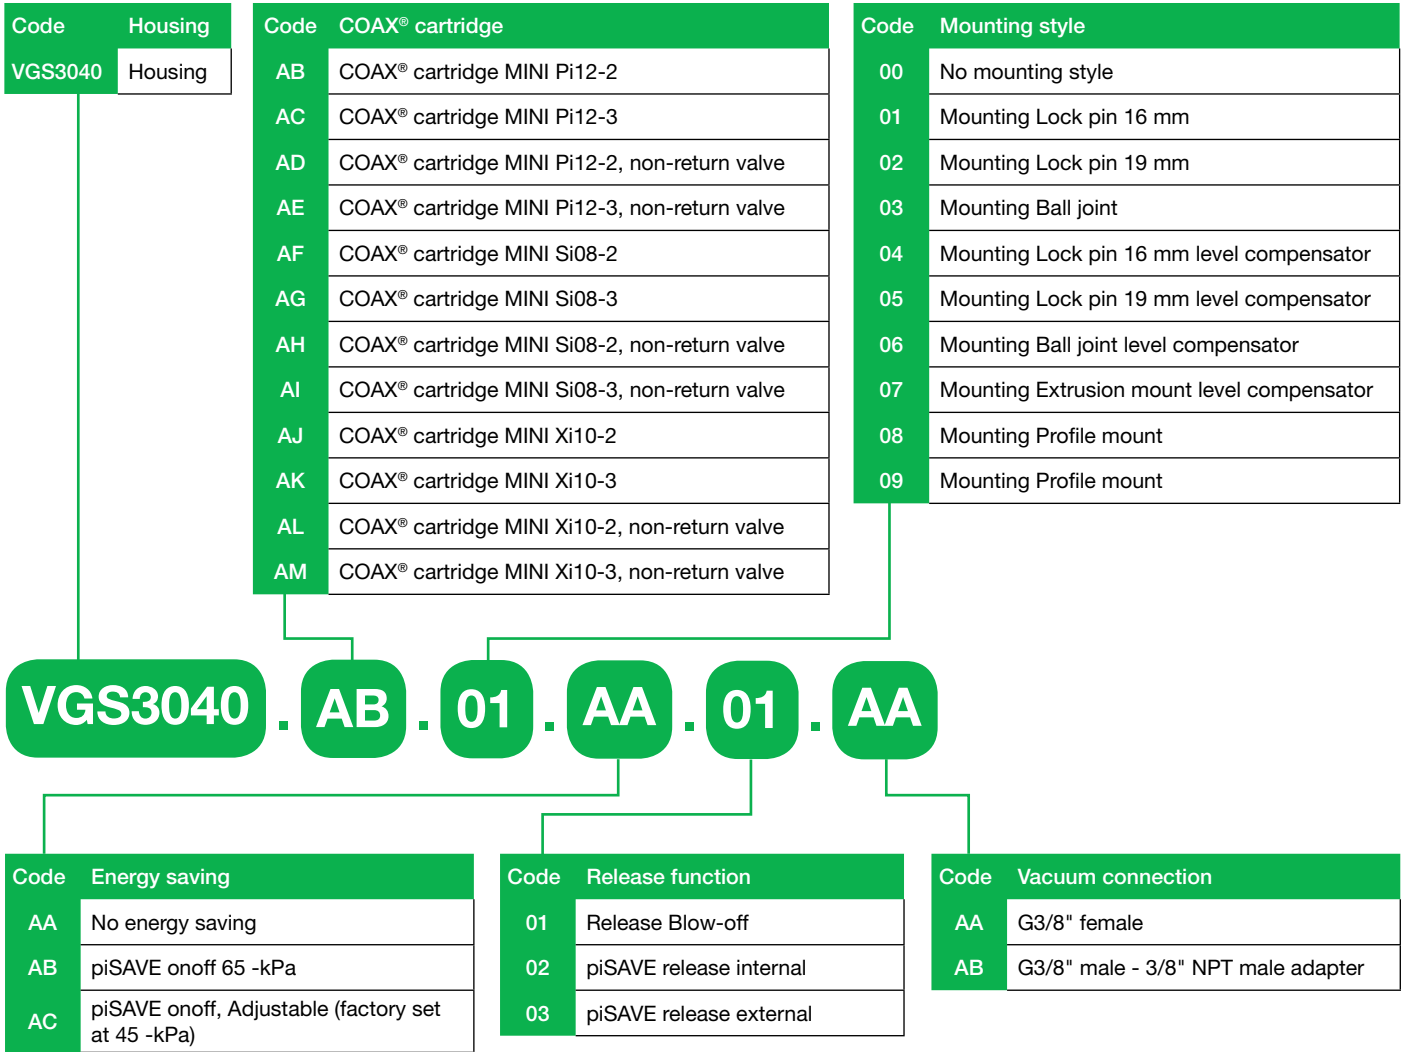 Code Housing
VGS3040 Housing
Code COAX® cartridge
AB COAX® cartridge MINI Pi12-2
AC COAX® cartridge MINI Pi12-3
AD COAX® cartridge MINI Pi12-2, non-return valve
AE COAX® cartridge MINI Pi12-3, non-return valve
AF COAX® cartridge MINI Si08-2
AG COAX® cartridge MINI Si08-3
AH COAX® cartridge MINI Si08-2, non-return valve
AI COAX® cartridge MINI Si08-3, non-return valve
AJ COAX® cartridge MINI Xi10-2
AK COAX® cartridge MINI Xi10-3
AL COAX® cartridge MINI Xi10-2, non-return valve
AM COAX® cartridge MINI Xi10-3, non-return valve
Code Mounting style
00 No mounting style
01 Mounting Lock pin 16 mm
02 Mounting Lock pin 19 mm
03 Mounting Ball joint
04 Mounting Lock pin 16 mm level compensator
05 Mounting Lock pin 19 mm level compensator
06 Mounting Ball joint level compensator
07 Mounting Extrusion mount level compensator
08 Mounting Profile mount
09 Mounting Profile mount
VGS3040 . AB . 01 . AA . 01 . AA
Code Energy saving
AA No energy saving
AB piSAVE onoff 65 -kPa
AC piSAVE onoff, Adjustable (factory set
at 45 -kPa)
Code Release function
01 Release Blow-off
02 piSAVE release internal
03 piSAVE release external
Code Vacuum connection
AA G3/8" female
AB G3/8" male - 3/8" NPT male adapter